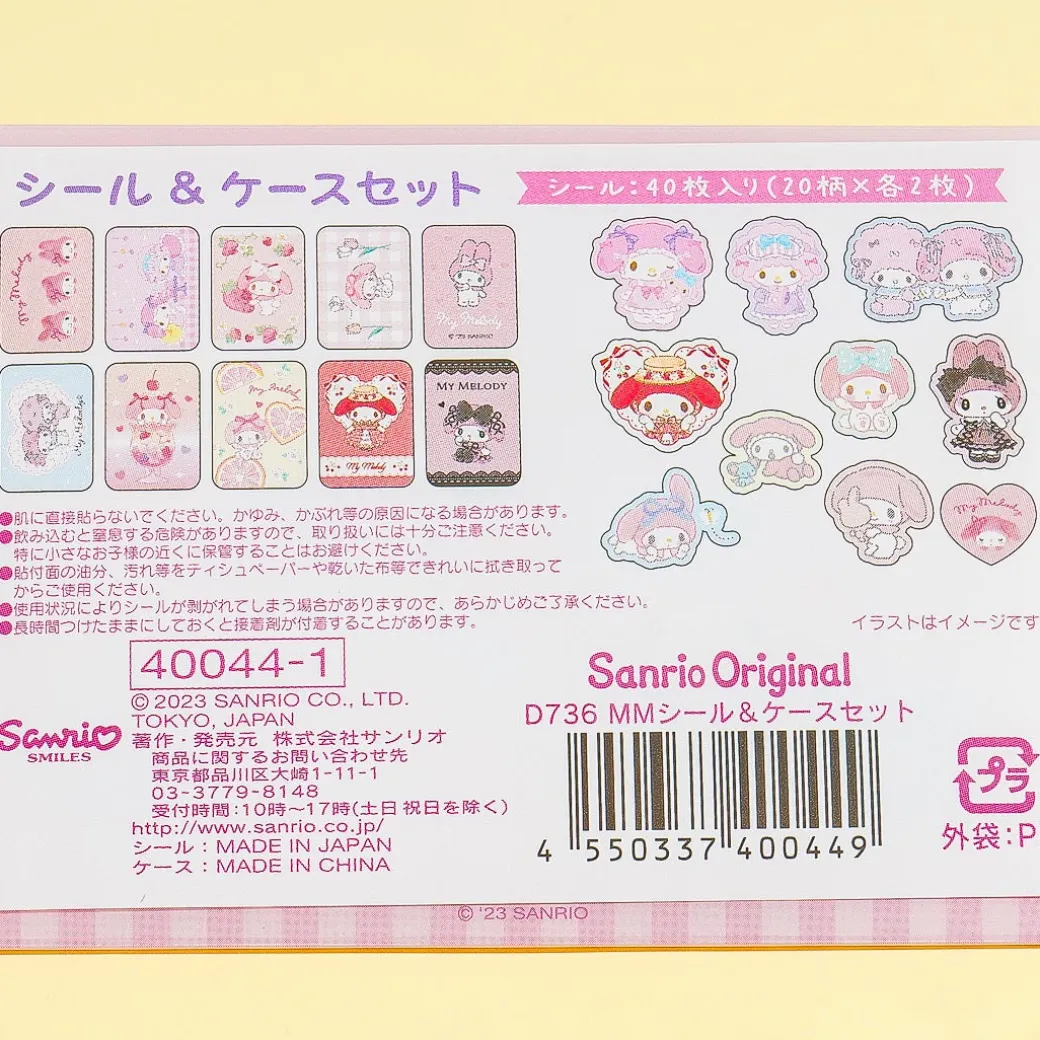 シール&ケースセット
シール:40枚入り(20柄×各2枚)
My Melody
© '23 SANRIO
My Melody
My Melody
My Melody
MY MELODY
My Melody
●肌に直接貼らないでください。かゆみ、かぶれ等の原因になる場合があります。
●飲み込むと窒息する危険がありますので、取り扱いには十分ご注意ください。
特に小さなお子様の近くに保管することはお避けください。
●貼付面の油分、汚れ等をティシュペーパーや乾いた布等できれいに拭き取って
からご使用ください。
●使用状況によりシールが剥がれてしまう場合がありますので、あらかじめご了承ください。
●長時間つけたままにしておくと接着剤が付着することがあります。
イラストはイメージです
40044-1
© 2023 SANRIO CO., LTD.
TOKYO, JAPAN
著作・発売元 株式会社サンリオ
商品に関するお問い合わせ先
東京都品川区大崎1-11-1
03-3779-8148
受付時間:10時~17時(土日祝日を除く)
http://www.sanrio.co.jp/
シール:MADE IN JAPAN
ケース:MADE IN CHINA
Sanrio
SMILES
Sanrio Original
D736 MMシール&ケースセット
4 550337 400449
プラ
外袋:P
© '23 SANRIO